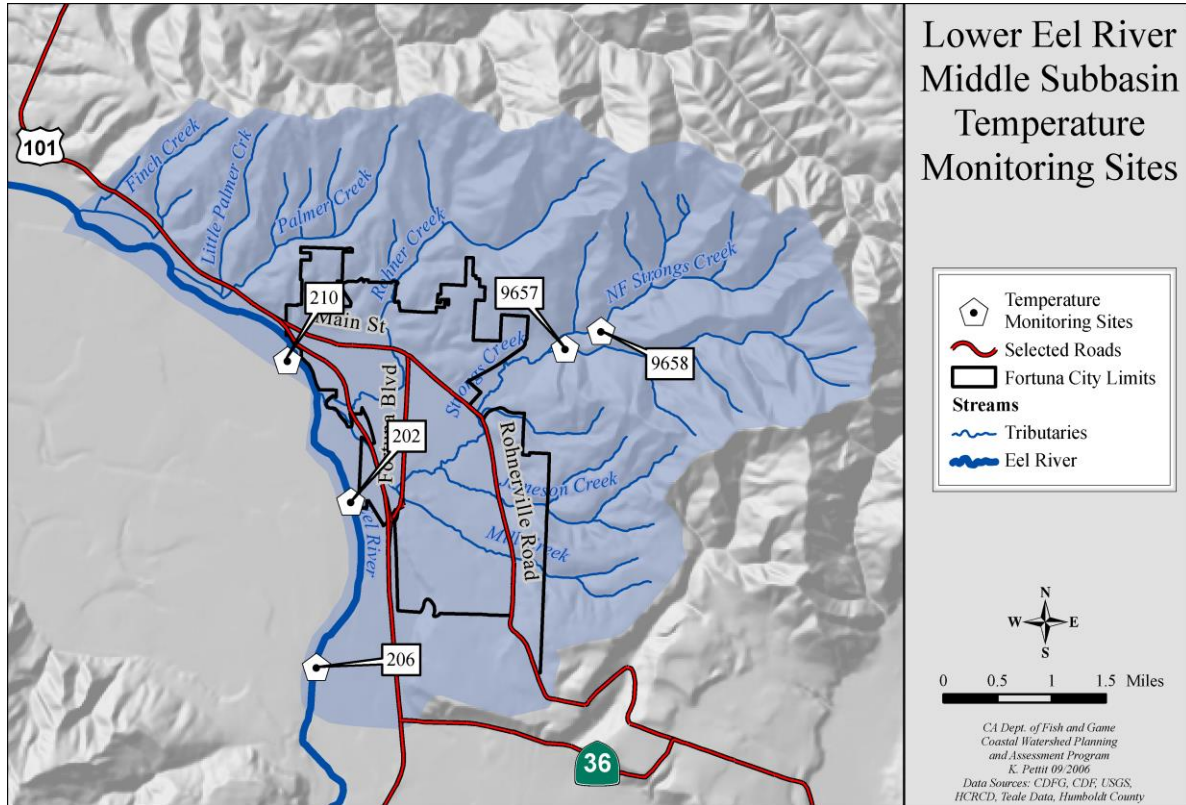 Lower Eel River
Middle Subbasin
Temperature
Monitoring Sites
101
Finch Creek
Little Palmer Crk
Palmer Creek
Rohner Creek
NF Strongs Creek
210
9657
Main St
9658
Strongs Creek
Blvd
202
Rohnerville Road
Jameson Creek
Mill Creek
River
206
36
Temperature
Monitoring Sites
Selected Roads
Fortuna City Limits
Streams
Tributaries
Eel River
N
W E
S
0 0.5 1 1.5 Miles
CA Dept. of Fish and Game
Coastal Watershed Planning
and Assessment Program
K. Pettit 09/2006
Data Sources: CDFG, CDF, USGS,
HCRCD, Teale Data, Humboldt County